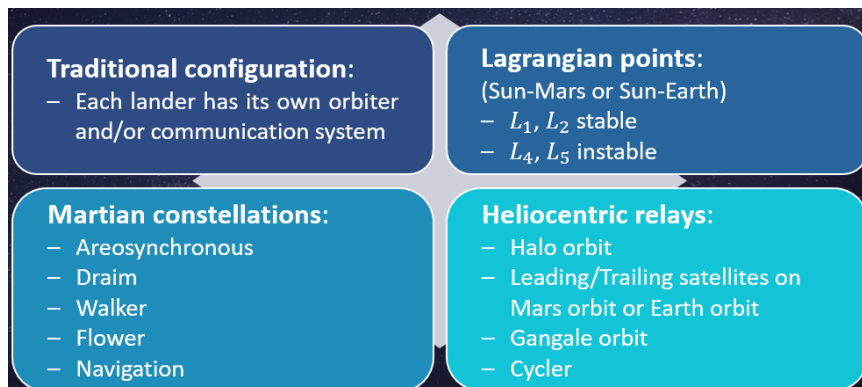 Traditional configuration:
– Each lander has its own orbiter
and/or communication system
Lagrangian points:
(Sun-Mars or Sun-Earth)
– L₁, L₂ stable
– L₄, L₅ instable
Martian constellations:
– Areosynchronous
– Draim
– Walker
– Flower
– Navigation
Heliocentric relays:
– Halo orbit
– Leading/Trailing satellites on
Mars orbit or Earth orbit
– Gangale orbit
– Cycler